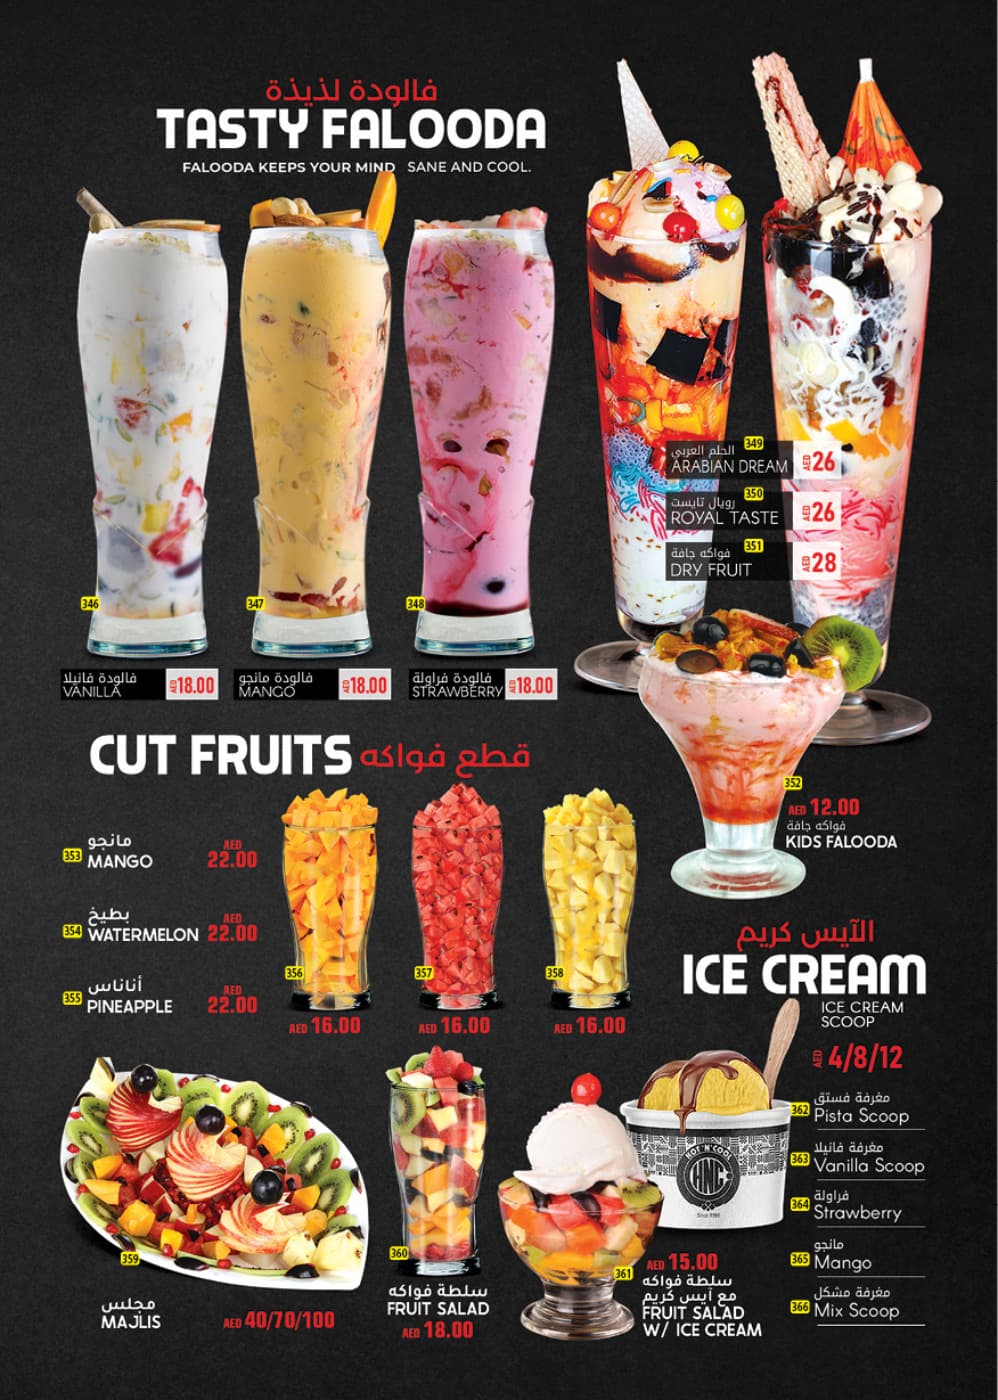 فالودة لذيذة
TASTY FALOODA
FALOODA KEEPS YOUR MIND SANE AND COOL.
346
فالودة فانيلا
VANILLA
AED 18.00
347
فالودة مانجو
MANGO
AED 18.00
348
فالودة فراولة
STRAWBERRY
AED 18.00
349
الحلم العربي
ARABIAN DREAM
AED 26
350
رويال تايست
ROYAL TASTE
AED 26
351
فواكه جافة
DRY FRUIT
AED 28
352
AED 12.00
فواكه جافة
KIDS FALOODA
CUT FRUITS قطع فواكه
353
مانجو
MANGO
AED
22.00
354
بطيخ
WATERMELON
AED
22.00
355
أناناس
PINEAPPLE
AED
22.00
356
AED 16.00
357
AED 16.00
358
AED 16.00
359
مجلس
MAJLIS
AED 40/70/100
360
سلطة فواكه
FRUIT SALAD
AED 18.00
361
AED 15.00
سلطة فواكه
مع آيس كريم
FRUIT SALAD
W/ ICE CREAM
الآيس كريم
ICE CREAM
ICE CREAM
SCOOP
AED 4/8/12
HOT 'N' COOL
HNC
Since 1986
362
مغرفة فستق
Pista Scoop
363
مغرفة فانيلا
Vanilla Scoop
364
فراولة
Strawberry
365
مانجو
Mango
366
مغرفة مشكل
Mix Scoop